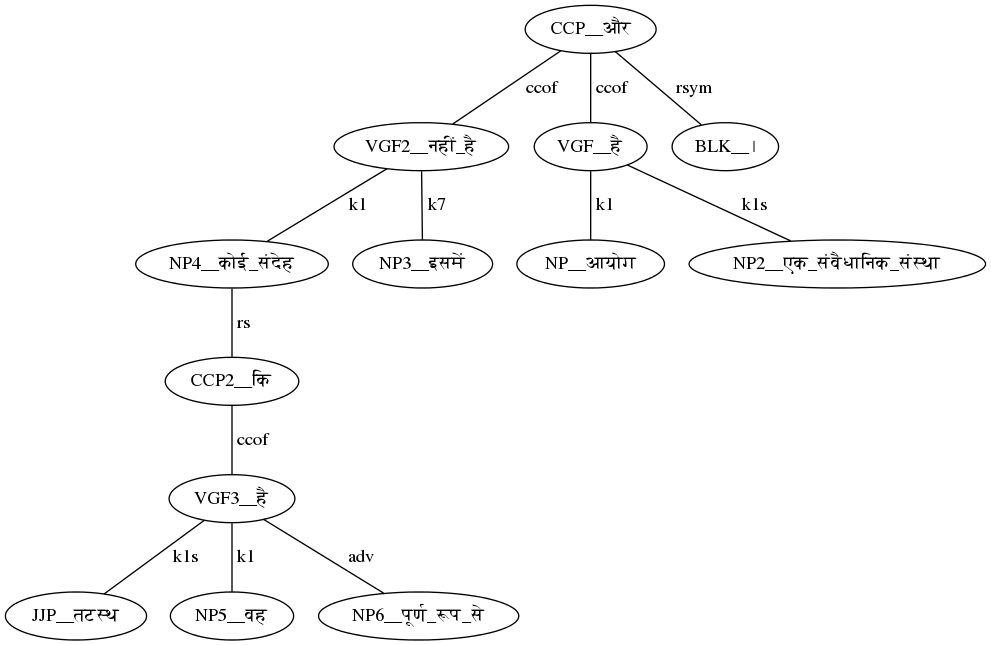 CCP__और
ccof ccof rsym
VGF2__नहीं_है VGF__है BLK__।
k1 k7 k1 k1s
NP4__कोई_संदेह NP3__इसमें NP__आयोग NP2__एक_संवैधानिक_संस्था
rs
CCP2__कि
ccof
VGF3__है
k1s k1 adv
JJP__तटस्थ NP5__वह NP6__पूर्ण_रूप_से